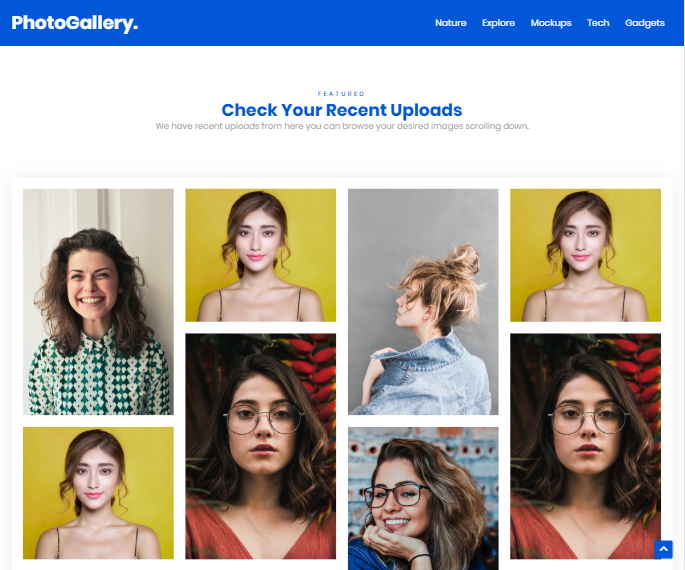 PhotoGallery.
Nature Explore Mockups Tech Gadgets
FEATURED
Check Your Recent Uploads
We have recent uploads from here you can browse your desired images scrolling down.